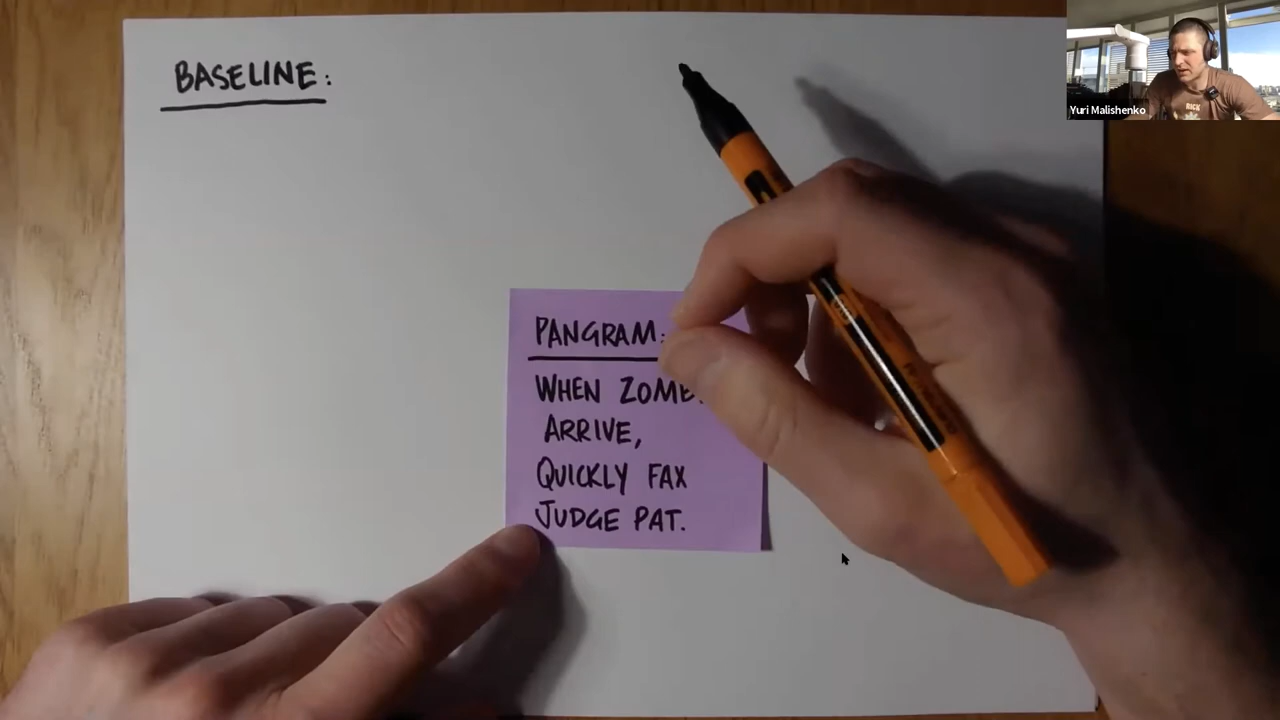 BASELINE:
Yuri Malishenko
PANGRAM:
WHEN
ARRIVE,
QUICKLY FAX
JUDGE PAT.